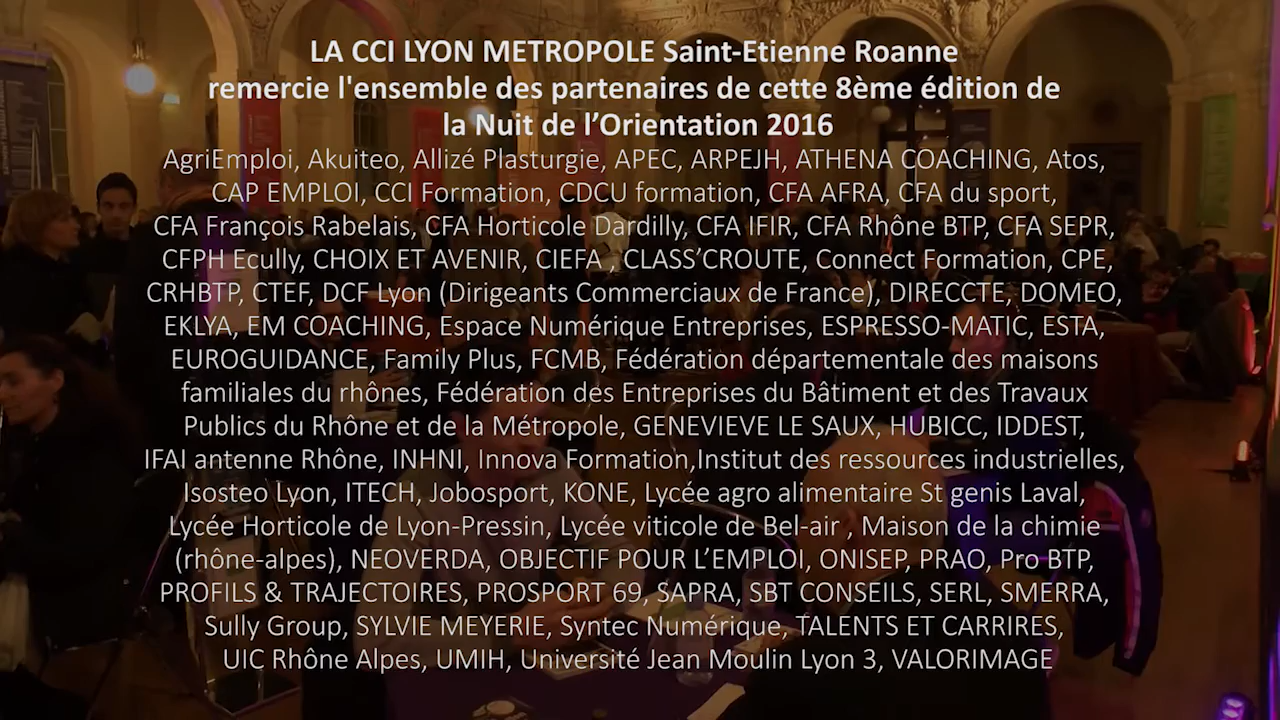 LA CCI LYON METROPOLE Saint-Etienne Roanne
remercie l'ensemble des partenaires de cette 8ème édition de
la Nuit de l’Orientation 2016
AgriEmploi, Akuiteo, Allizé Plasturgie, APEC, ARPEJH, ATHENA COACHING, Atos,
CAP EMPLOI, CCI Formation, CDCU formation, CFA AFRA, CFA du sport,
CFA François Rabelais, CFA Horticole Dardilly, CFA IFIR, CFA Rhône BTP, CFA SEPR,
CFPH Ecully, CHOIX ET AVENIR, CIEFA , CLASS’CROUTE, Connect Formation, CPE,
CRHBTP, CTEF, DCF Lyon (Dirigeants Commerciaux de France), DIRECCTE, DOMEO,
EKLYA, EM COACHING, Espace Numérique Entreprises, ESPRESSO-MATIC, ESTA,
EUROGUIDANCE, Family Plus, FCMB, Fédération départementale des maisons
familiales du rhônes, Fédération des Entreprises du Bâtiment et des Travaux
Publics du Rhône et de la Métropole, GENEVIEVE LE SAUX, HUBICC, IDDEST,
IFAI antenne Rhône, INHNI, Innova Formation,Institut des ressources industrielles,
Isosteo Lyon, ITECH, Jobosport, KONE, Lycée agro alimentaire St genis Laval,
Lycée Horticole de Lyon-Pressin, Lycée viticole de Bel-air , Maison de la chimie
(rhône-alpes), NEOVERDA, OBJECTIF POUR L’EMPLOI, ONISEP, PRAO, Pro BTP,
PROFILS & TRAJECTOIRES, PROSPORT 69, SAPRA, SBT CONSEILS, SERL, SMERRA,
Sully Group, SYLVIE MEYERIE, Syntec Numérique, TALENTS ET CARRIRES,
UIC Rhône Alpes, UMIH, Université Jean Moulin Lyon 3, VALORIMAGE